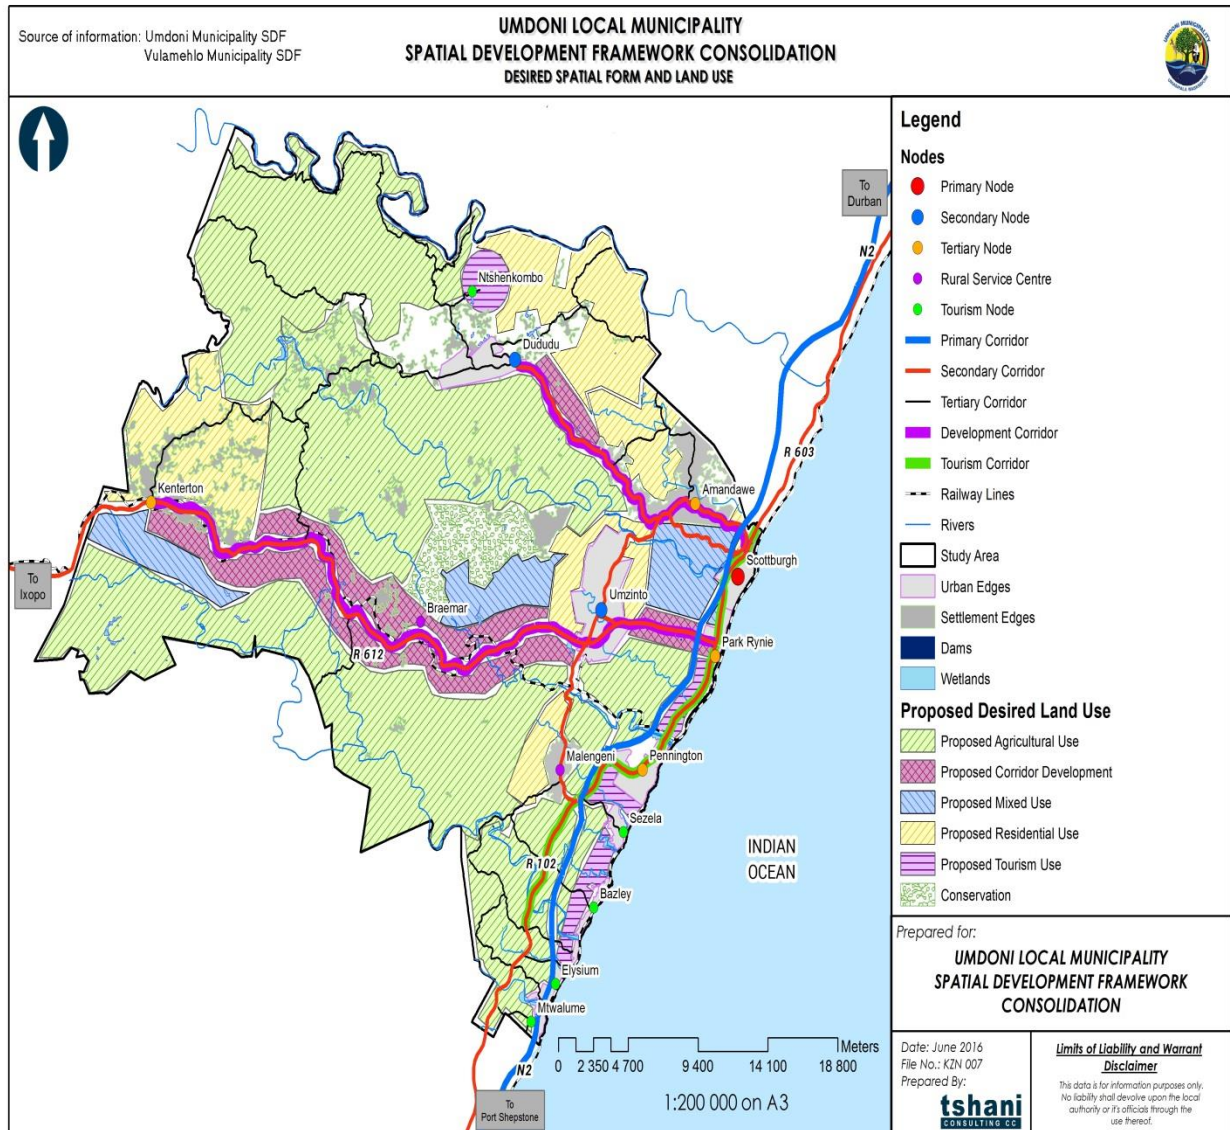 Source of information: Umdoni Municipality SDF
Vulamehlo Municipality SDF
UMDONI LOCAL MUNICIPALITY
SPATIAL DEVELOPMENT FRAMEWORK CONSOLIDATION
DESIRED SPATIAL FORM AND LAND USE
UMDONI MUNICIPALITY
To
Durban
N2
Ntshenkombo
Dududu
R 603
Kenterton
Amandawe
Scottburgh
To
Ixopo
Umzinto
Braemar
R 612
Park Rynie
Malengeni
Pennington
Sezela
INDIAN
OCEAN
R 102
Bazley
Elysium
Mtwalume
N2
To
Port Shepstone
Meters
0 2 350 4 700 9 400 14 100 18 800
1:200 000 on A3
Legend
Nodes
Primary Node
Secondary Node
Tertiary Node
Rural Service Centre
Tourism Node
Primary Corridor
Secondary Corridor
Tertiary Corridor
Development Corridor
Tourism Corridor
Railway Lines
Rivers
Study Area
Urban Edges
Settlement Edges
Dams
Wetlands
Proposed Desired Land Use
Proposed Agricultural Use
Proposed Corridor Development
Proposed Mixed Use
Proposed Residential Use
Proposed Tourism Use
Conservation
Prepared for:
UMDONI LOCAL MUNICIPALITY
SPATIAL DEVELOPMENT FRAMEWORK
CONSOLIDATION
Date: June 2016
File No.: KZN 007
Prepared By:
tshani
CONSULTING CC
Limits of Liability and Warrant
Disclaimer
This data is for information purposes only.
No liability shall devolve upon the local
authority or it's officials through the
use thereof.